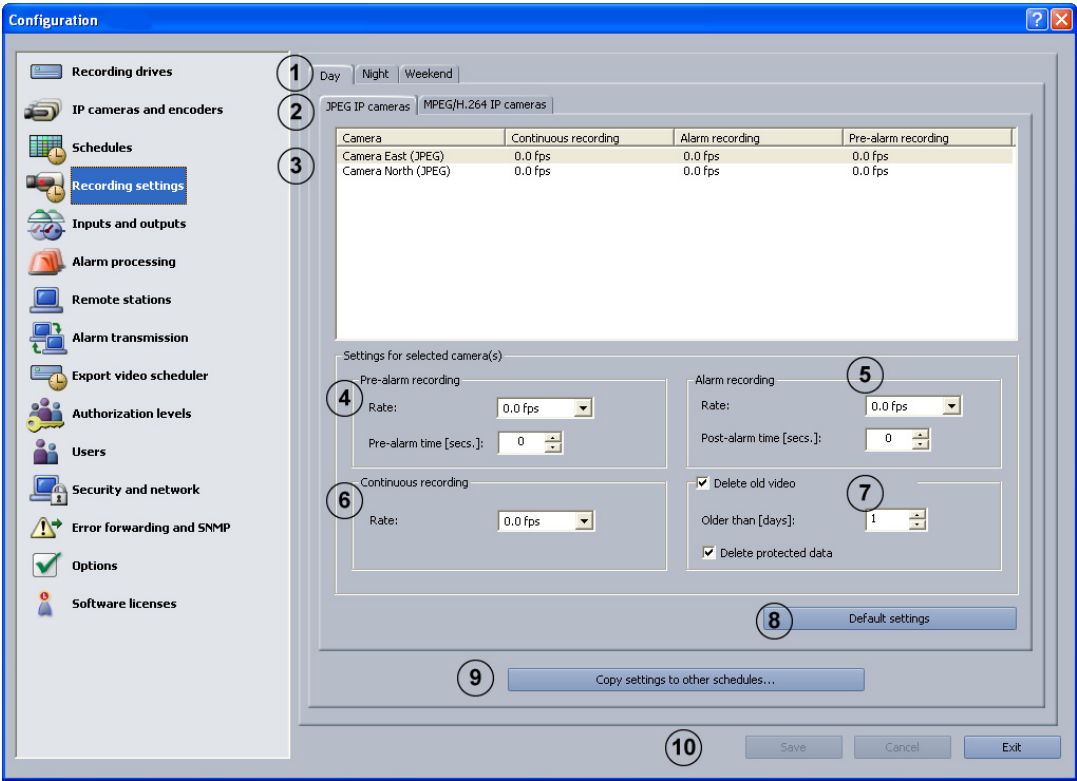 Configuration
Recording drives
IP cameras and encoders
Schedules
Recording settings
Inputs and outputs
Alarm processing
Remote stations
Alarm transmission
Export video scheduler
Authorization levels
Users
Security and network
Error forwarding and SNMP
Options
Software licenses
1 Day Night Weekend
2 JPEG IP cameras MPEG/H.264 IP cameras
Camera Continuous recording Alarm recording Pre-alarm recording
3 Camera East (JPEG) 0.0 fps 0.0 fps 0.0 fps
Camera North (JPEG) 0.0 fps 0.0 fps 0.0 fps
Settings for selected camera(s)
4 Pre-alarm recording
Rate: 0.0 fps
Pre-alarm time [secs.]: 0
5 Alarm recording
Rate: 0.0 fps
Post-alarm time [secs.]: 0
6 Continuous recording
Rate: 0.0 fps
7 Delete old video
Older than [days]: 1
Delete protected data
8 Default settings
9 Copy settings to other schedules...
10 Save Cancel Exit